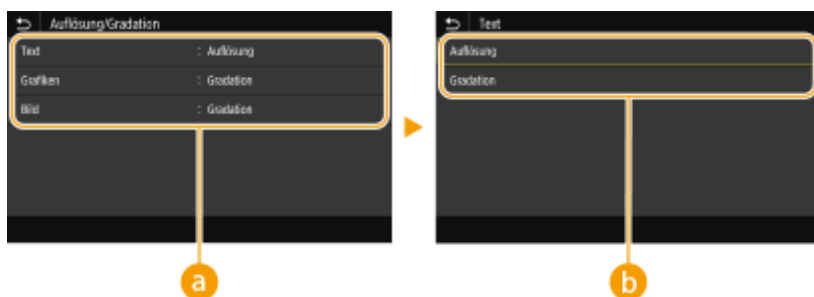 Auflösung/Gradation
Text : Auflösung
Grafiken : Gradation
Bild : Gradation
a
Text
Auflösung
Gradation
b